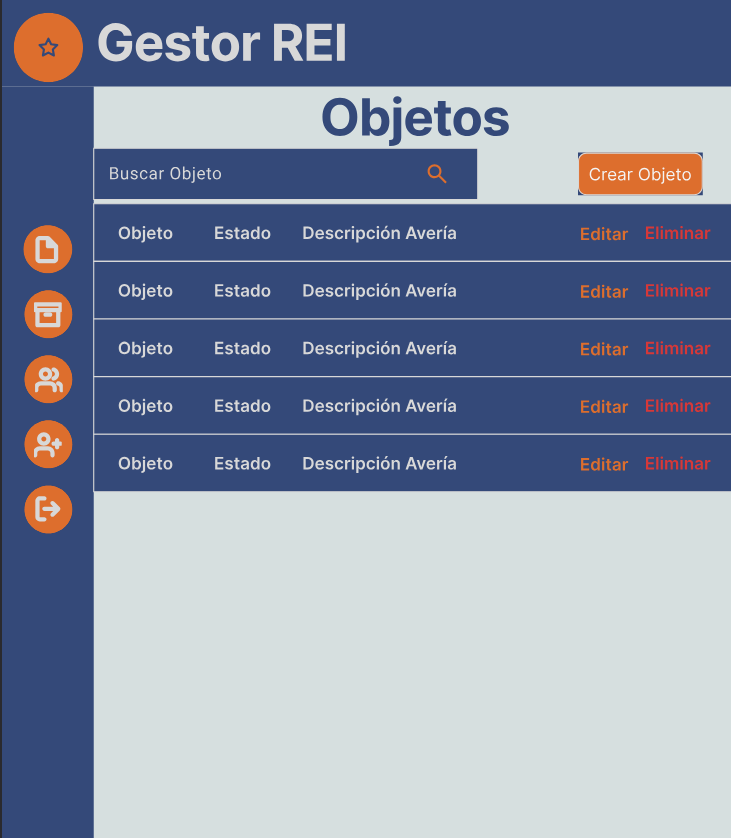 Gestor REI
Objetos
Buscar Objeto
Crear Objeto
Objeto Estado Descripción Avería Editar Eliminar
Objeto Estado Descripción Avería Editar Eliminar
Objeto Estado Descripción Avería Editar Eliminar
Objeto Estado Descripción Avería Editar Eliminar
Objeto Estado Descripción Avería Editar Eliminar